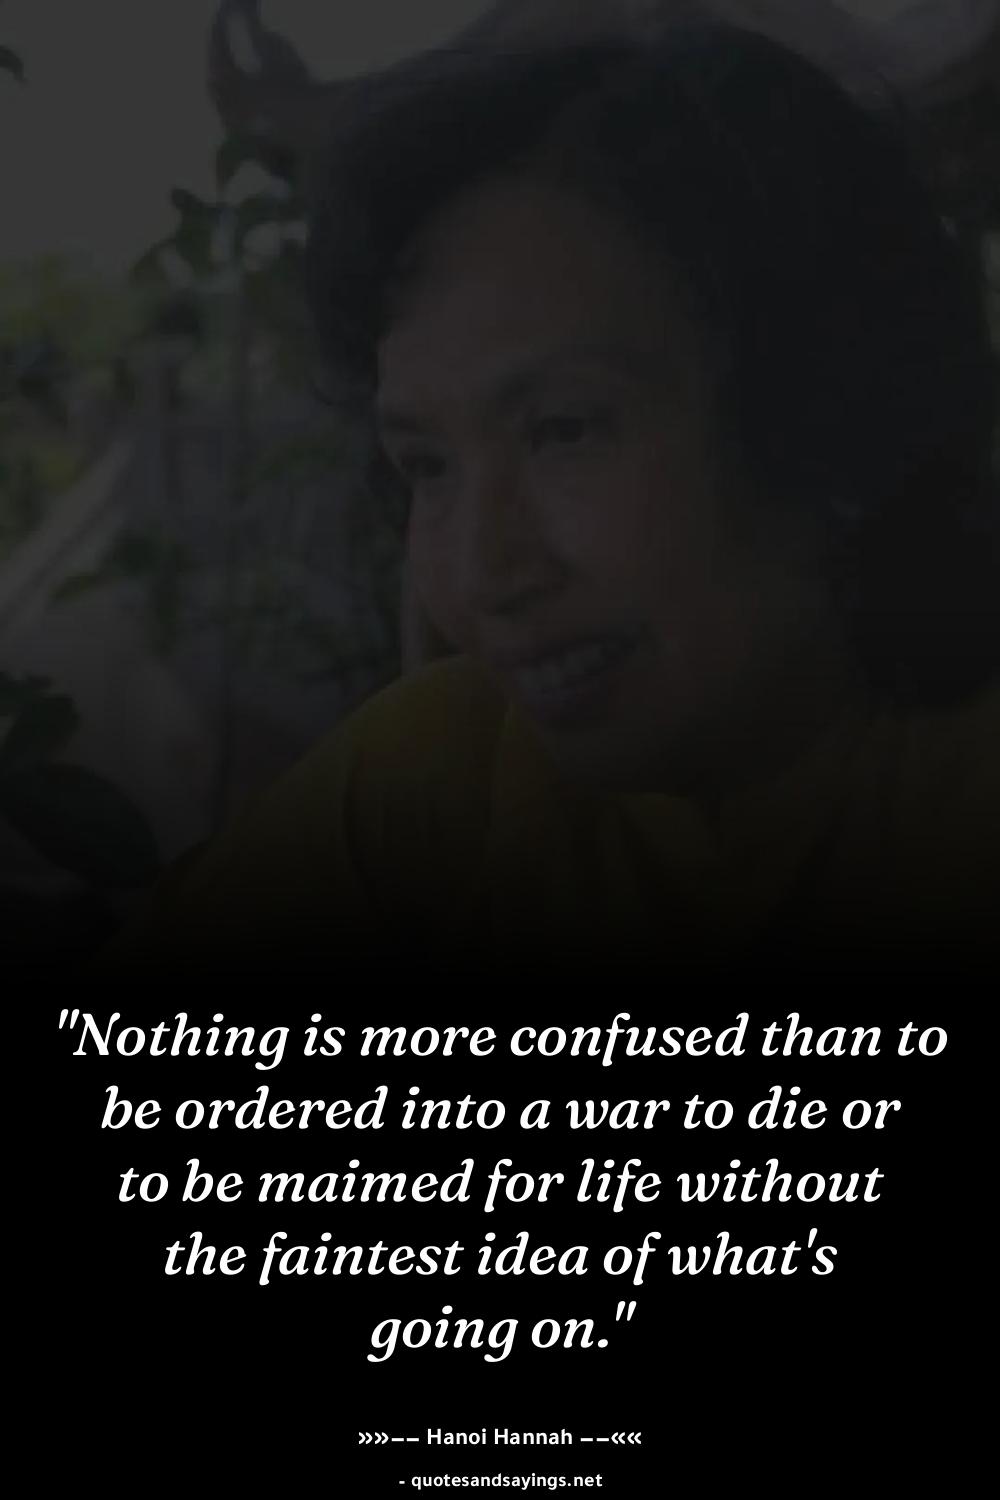 "Nothing is more confused than to
be ordered into a war to die or
to be maimed for life without
the faintest idea of what's
going on."
»»−− Hanoi Hannah −−««
- quotesandsayings.net